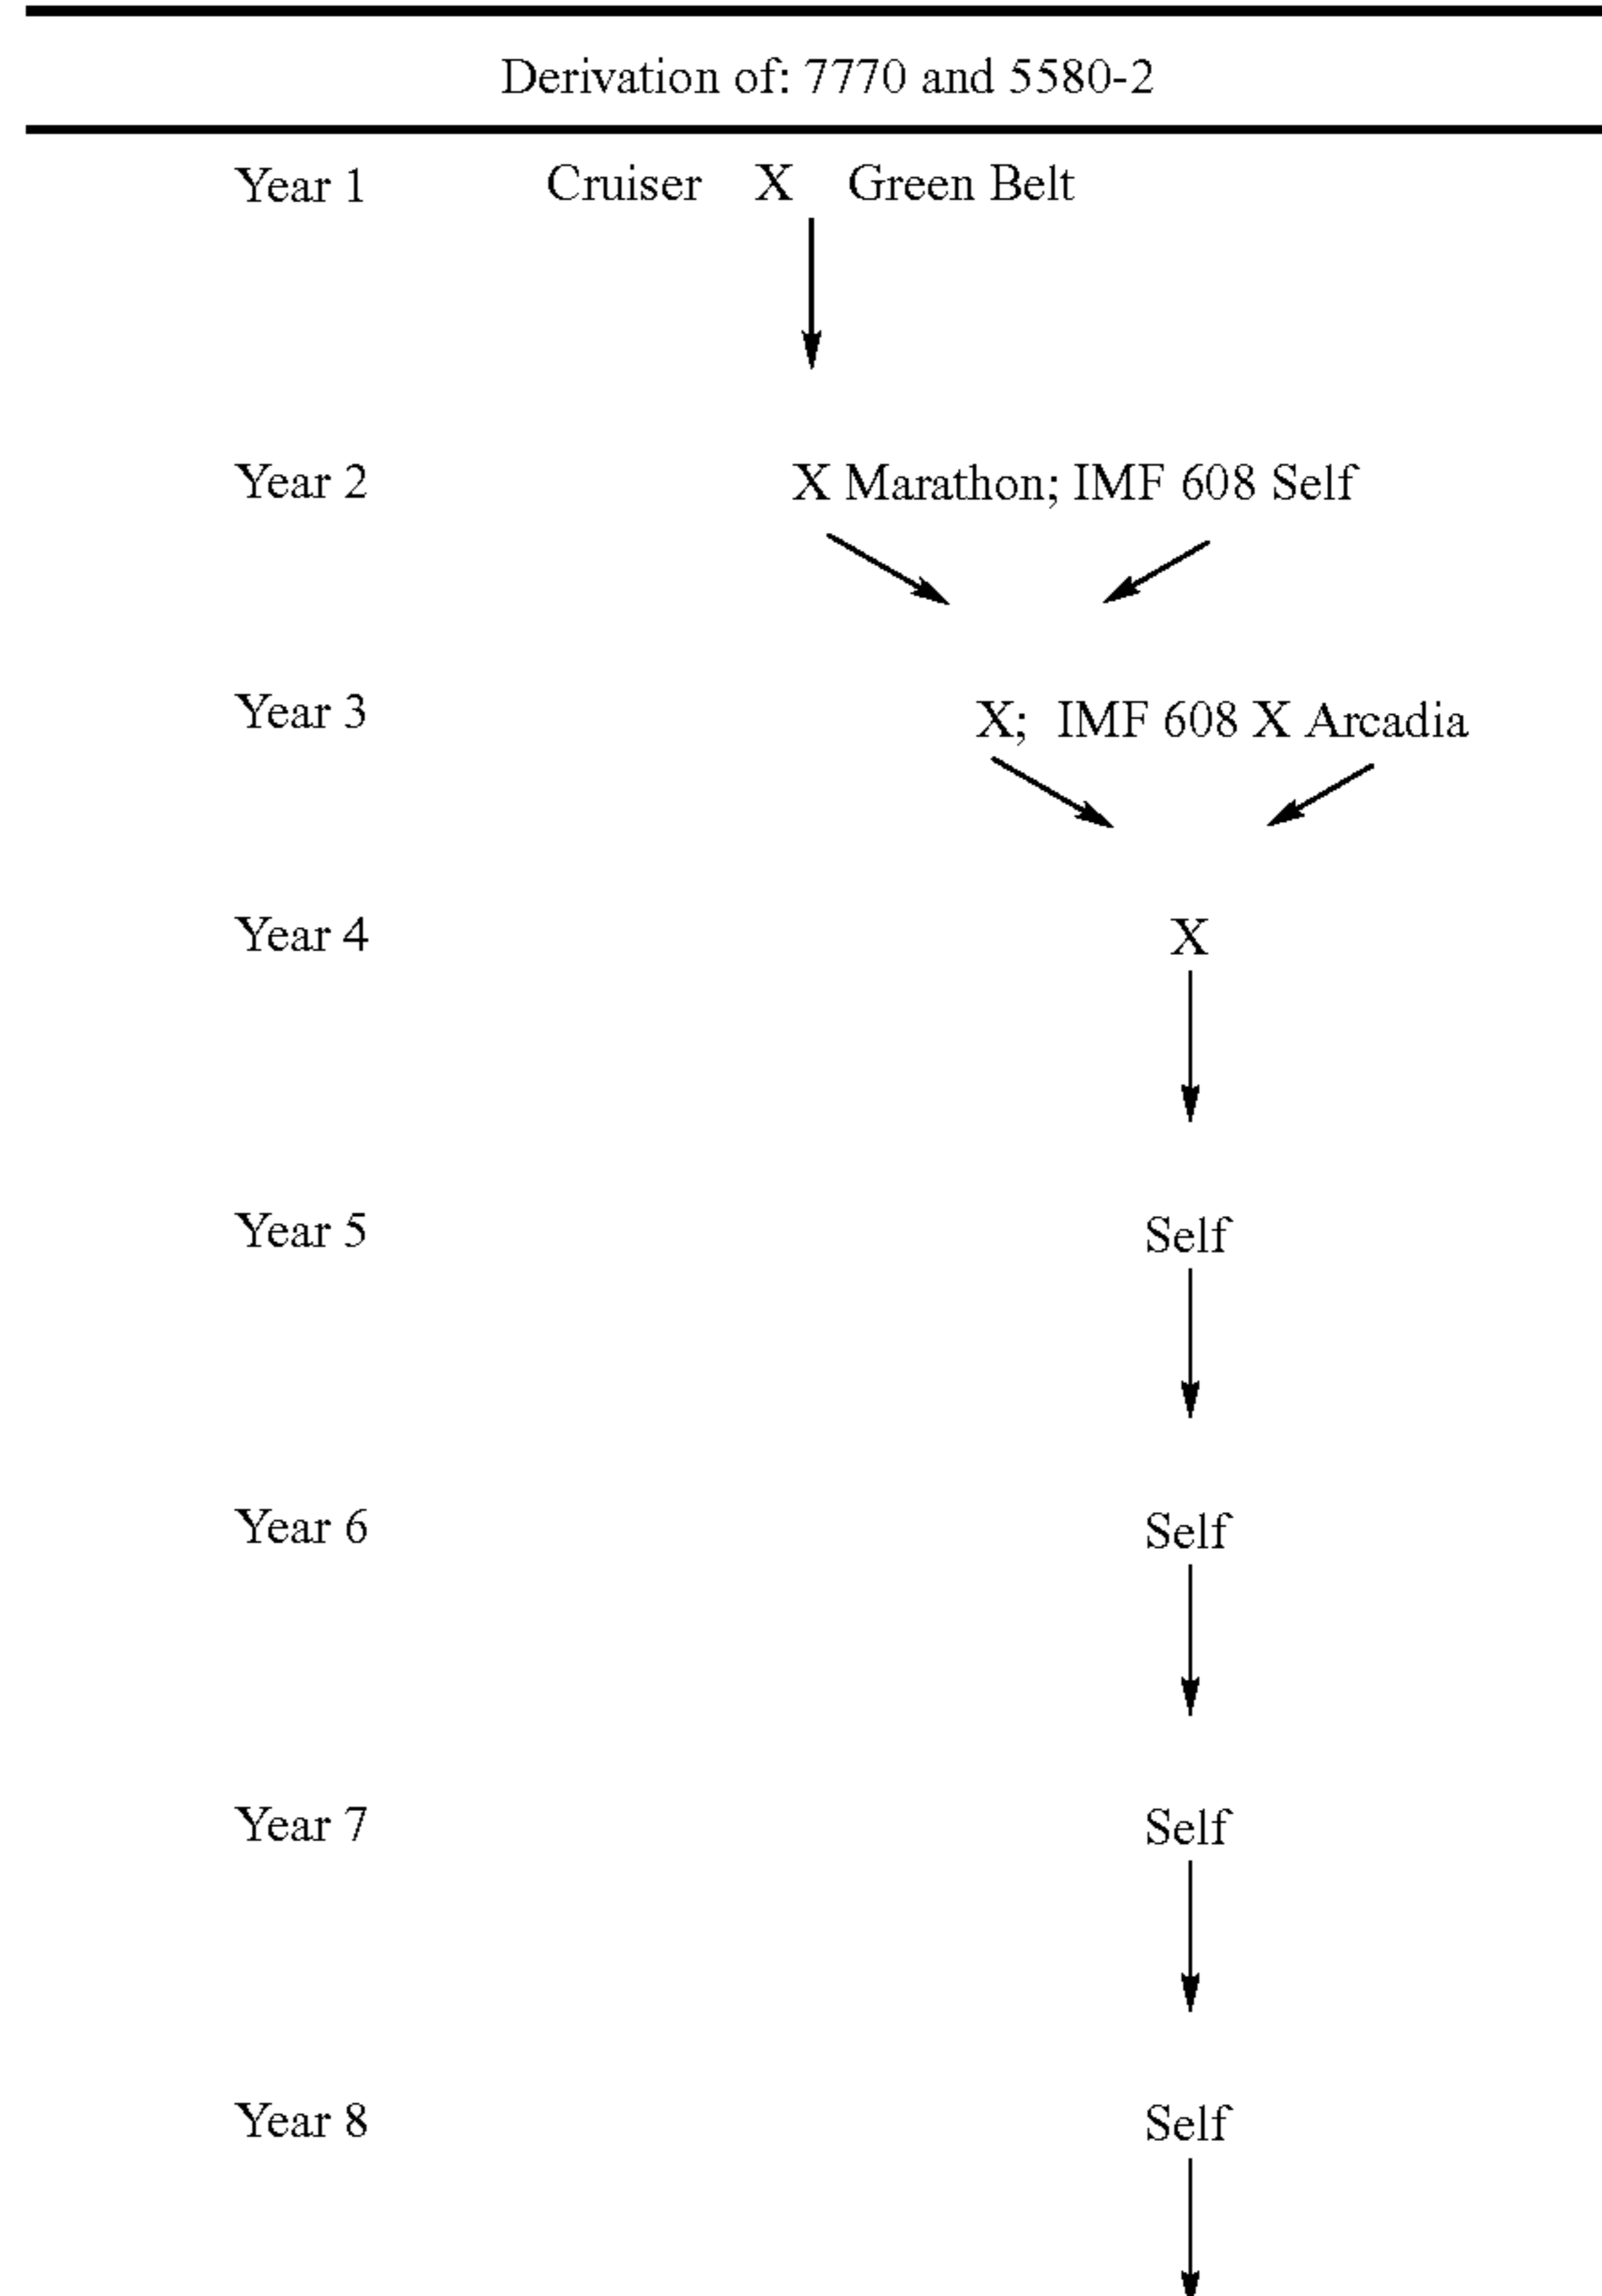 Derivation of: 7770 and 5580-2
Year 1 Cruiser X Green Belt
Year 2 X Marathon; IMF 608 Self
Year 3 X; IMF 608 X Arcadia
Year 4 X
Year 5 Self
Year 6 Self
Year 7 Self
Year 8 Self